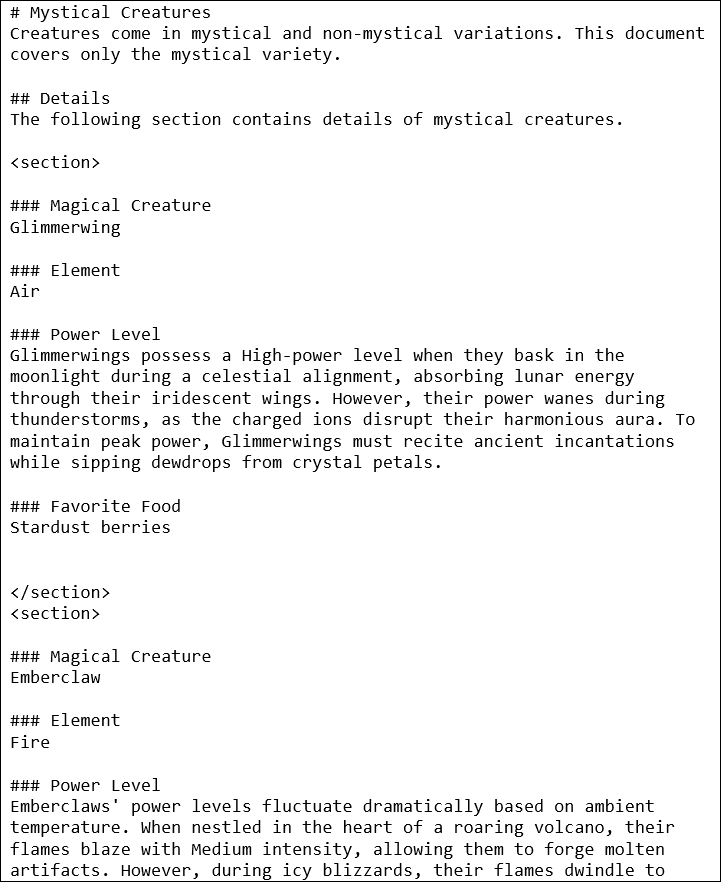 # Mystical Creatures
Creatures come in mystical and non-mystical variations. This document
covers only the mystical variety.
## Details
The following section contains details of mystical creatures.
<section>
### Magical Creature
Glimmerwing
### Element
Air
### Power Level
Glimmerwings possess a High-power level when they bask in the
moonlight during a celestial alignment, absorbing lunar energy
through their iridescent wings. However, their power wanes during
thunderstorms, as the charged ions disrupt their harmonious aura. To
maintain peak power, Glimmerwings must recite ancient incantations
while sipping dewdrops from crystal petals.
### Favorite Food
Stardust berries
</section>
<section>
### Magical Creature
Emberclaw
### Element
Fire
### Power Level
Emberclaws' power levels fluctuate dramatically based on ambient
temperature. When nestled in the heart of a roaring volcano, their
flames blaze with Medium intensity, allowing them to forge molten
artifacts. However, during icy blizzards, their flames dwindle to